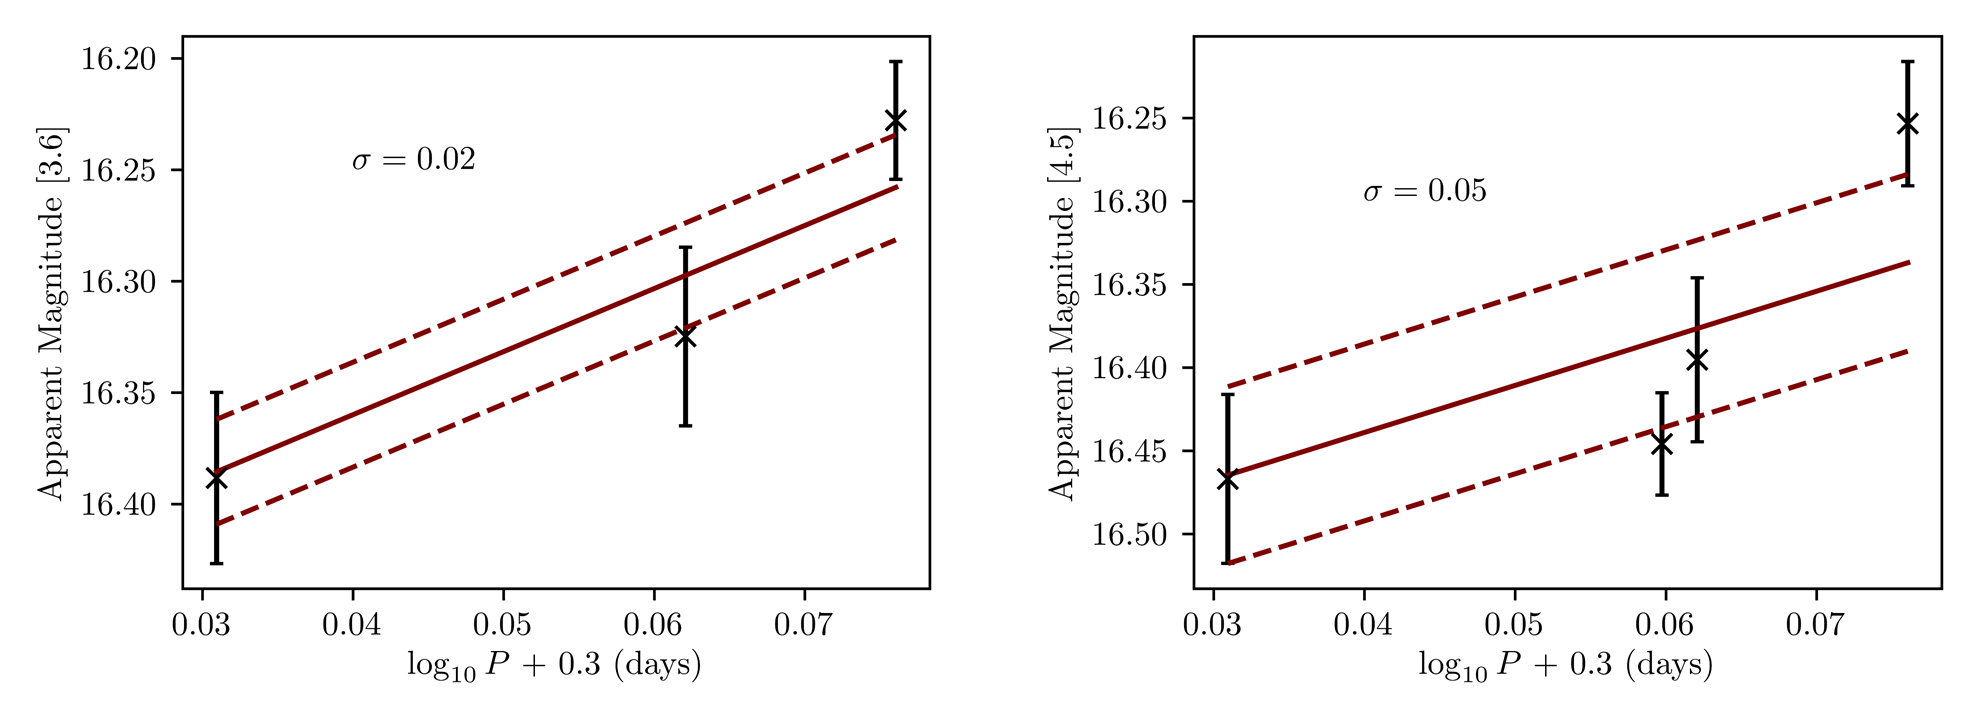 16.20
16.25
16.30
16.35
16.40
Apparent Magnitude [3.6]
σ = 0.02
0.03 0.04 0.05 0.06 0.07
log₁₀ P + 0.3 (days)
16.25
16.30
16.35
16.40
16.45
16.50
Apparent Magnitude [4.5]
σ = 0.05
0.03 0.04 0.05 0.06 0.07
log₁₀ P + 0.3 (days)